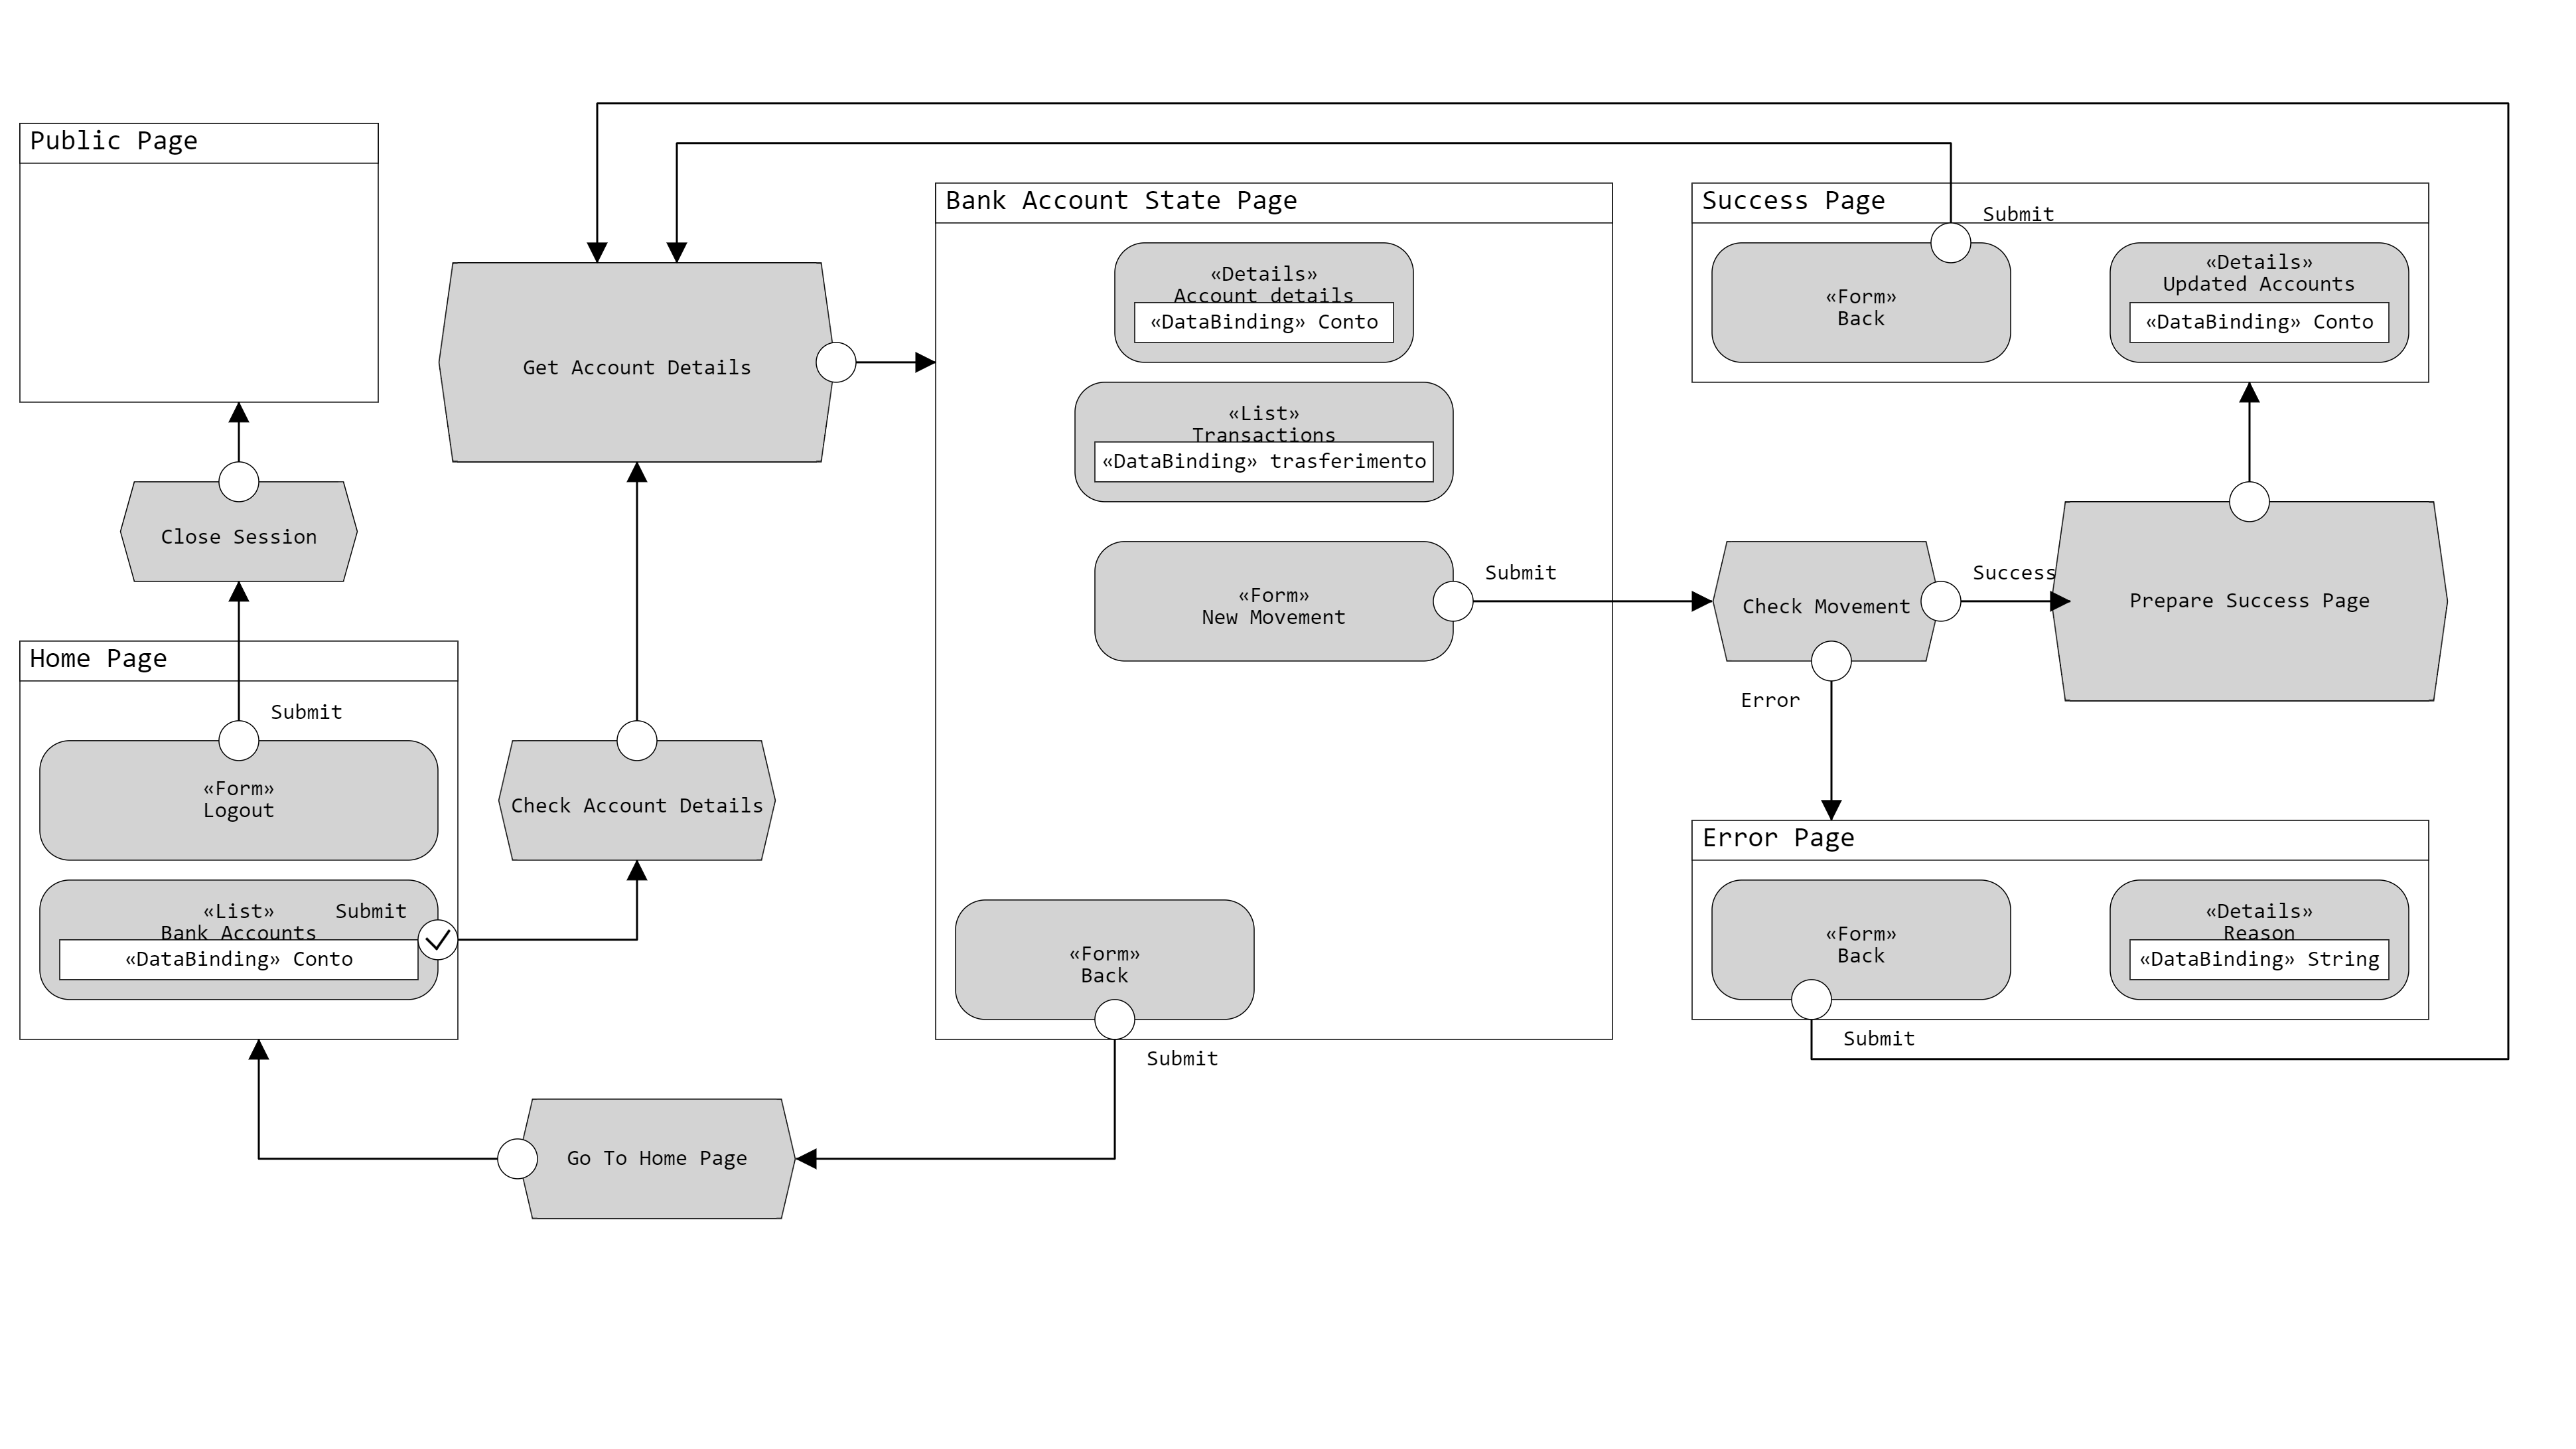 Public Page
Close Session
Home Page
Submit
«Form»
Logout
«List»
Submit
Bank Accounts
«DataBinding» Conto
Get Account Details
Check Account Details
Go To Home Page
Bank Account State Page
«Details»
Account details
«DataBinding» Conto
«List»
Transactions
«DataBinding» trasferimento
«Form»
New Movement
Submit
«Form»
Back
Submit
Success Page
Submit
«Form»
Back
«Details»
Updated Accounts
«DataBinding» Conto
Check Movement
Success
Error
Prepare Success Page
Error Page
«Form»
Back
Submit
«Details»
Reason
«DataBinding» String